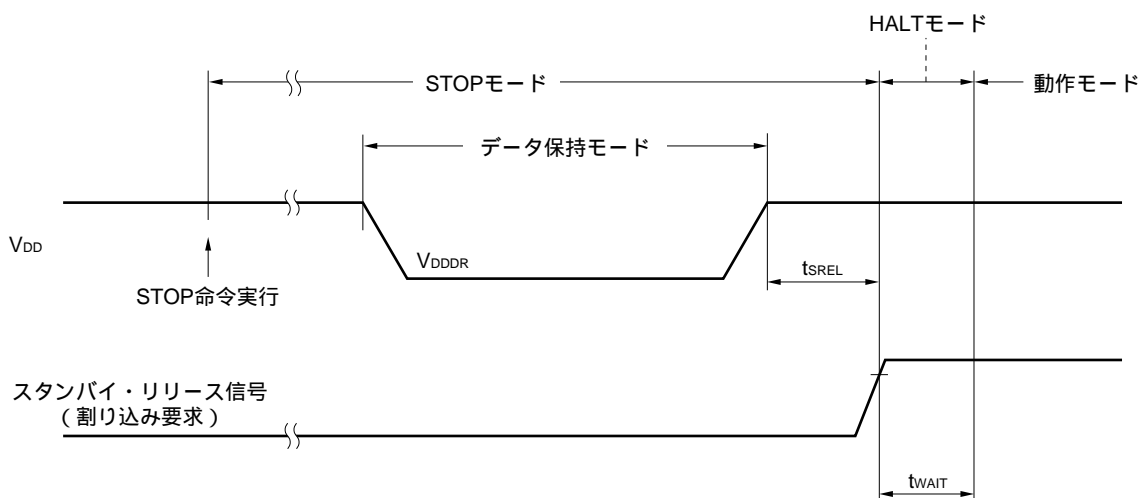 HALTモード
STOPモード
動作モード
データ保持モード
VDD
VDDDR
tSREL
STOP命令実行
スタンバイ・リリース信号
(割り込み要求)
tWAIT